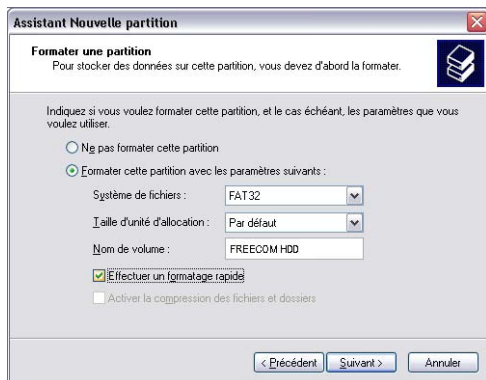 Assistant Nouvelle partition
Formater une partition
Pour stocker des données sur cette partition, vous devez d'abord la formater.
Indiquez si vous voulez formater cette partition, et le cas échéant, les paramètres que vous
voulez utiliser.
Ne pas formater cette partition
Formater cette partition avec les paramètres suivants :
Système de fichiers : FAT32
Taille d'unité d'allocation : Par défaut
Nom de volume : FREECOM HDD
Effectuer un formatage rapide
Activer la compression des fichiers et dossiers
< Précédent Suivant > Annuler